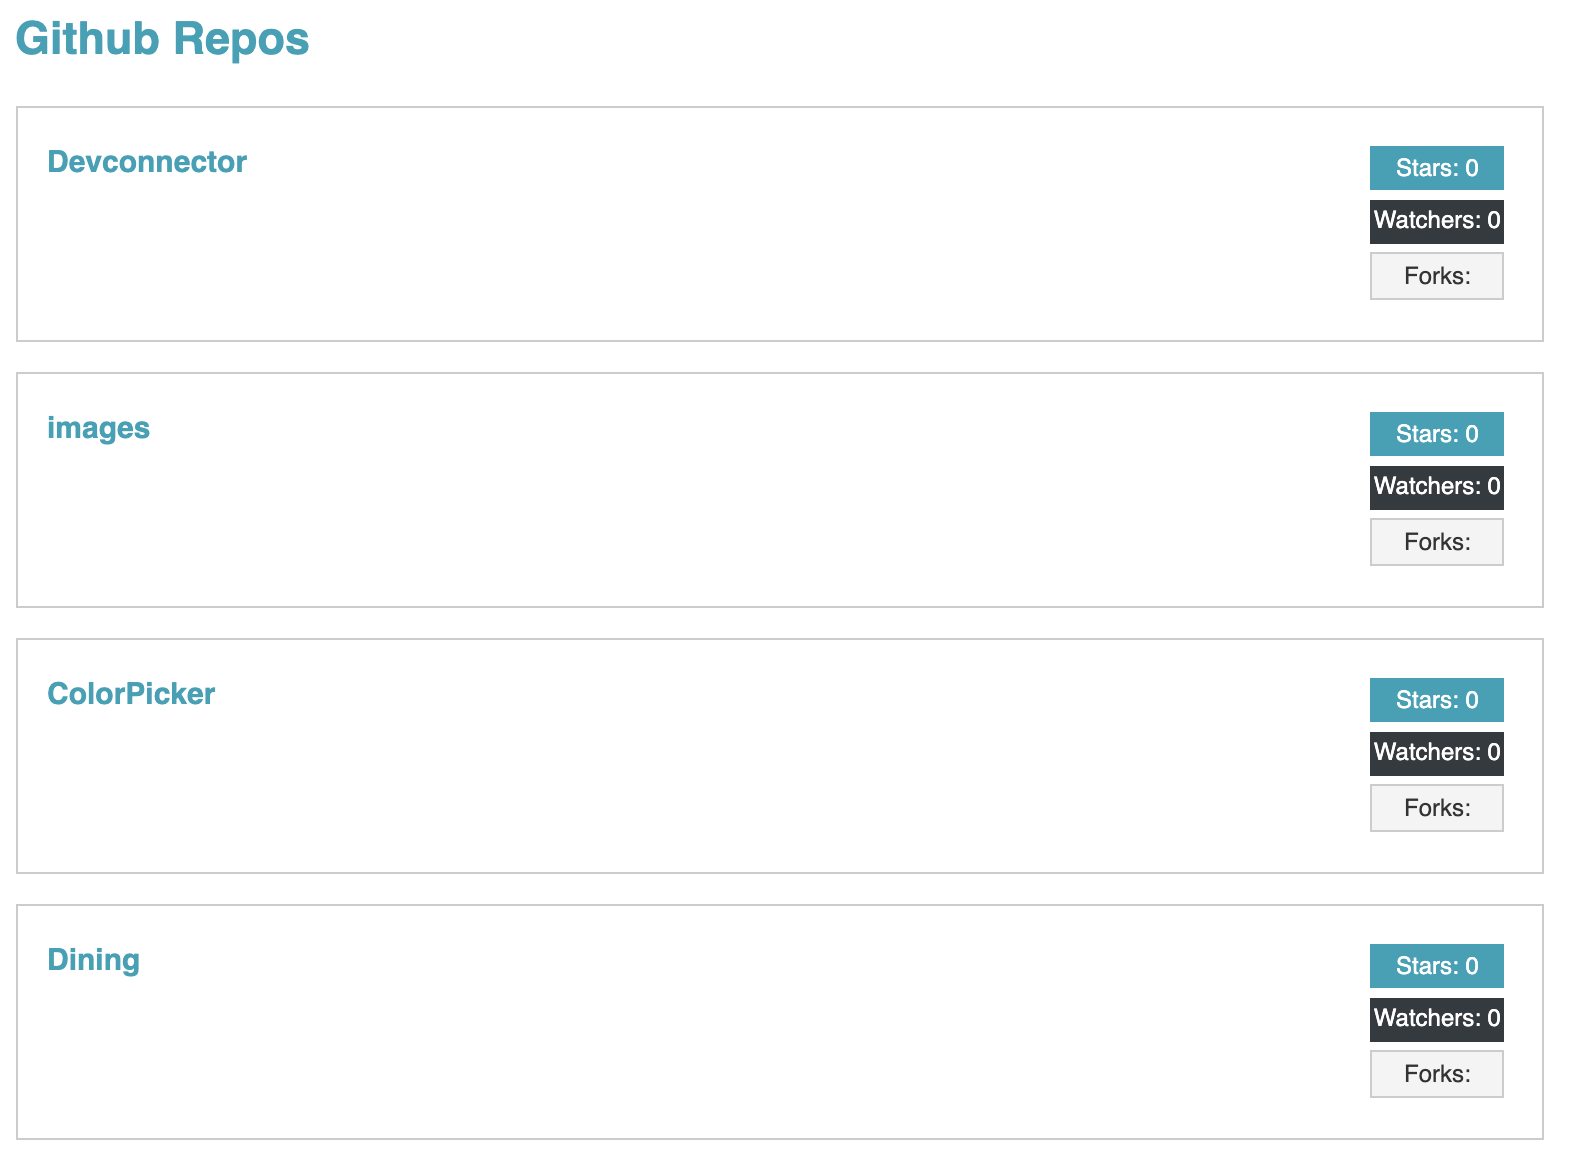 Github Repos
Devconnector
Stars: 0
Watchers: 0
Forks:
images
Stars: 0
Watchers: 0
Forks:
ColorPicker
Stars: 0
Watchers: 0
Forks:
Dining
Stars: 0
Watchers: 0
Forks: